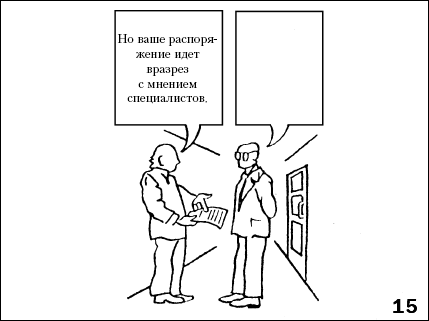 Но ваше распоря-
жение идет
вразрез
с мнением
специалистов,
15